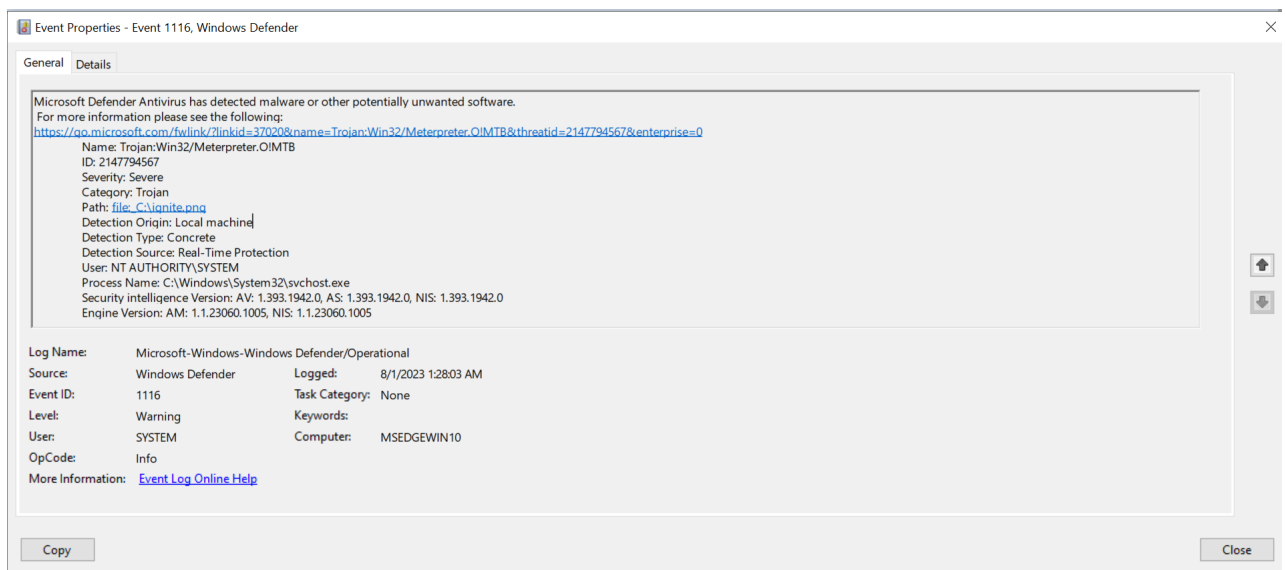 Event Properties - Event 1116, Windows Defender
General Details
Microsoft Defender Antivirus has detected malware or other potentially unwanted software.
For more information please see the following:
https://go.microsoft.com/fwlink/?linkid=37020&name=Trojan:Win32/Meterpreter.O!MTB&threatid=2147794567&enterprise=0
Name: Trojan:Win32/Meterpreter.O!MTB
ID: 2147794567
Severity: Severe
Category: Trojan
Path: file:_C:\ignite.png
Detection Origin: Local machine
Detection Type: Concrete
Detection Source: Real-Time Protection
User: NT AUTHORITY\SYSTEM
Process Name: C:\Windows\System32\svchost.exe
Security intelligence Version: AV: 1.393.1942.0, AS: 1.393.1942.0, NIS: 1.393.1942.0
Engine Version: AM: 1.1.23060.1005, NIS: 1.1.23060.1005
Log Name: Microsoft-Windows-Windows Defender/Operational
Source: Windows Defender Logged: 8/1/2023 1:28:03 AM
Event ID: 1116 Task Category: None
Level: Warning Keywords:
User: SYSTEM Computer: MSEDGEWIN10
OpCode: Info
More Information: Event Log Online Help
Copy Close